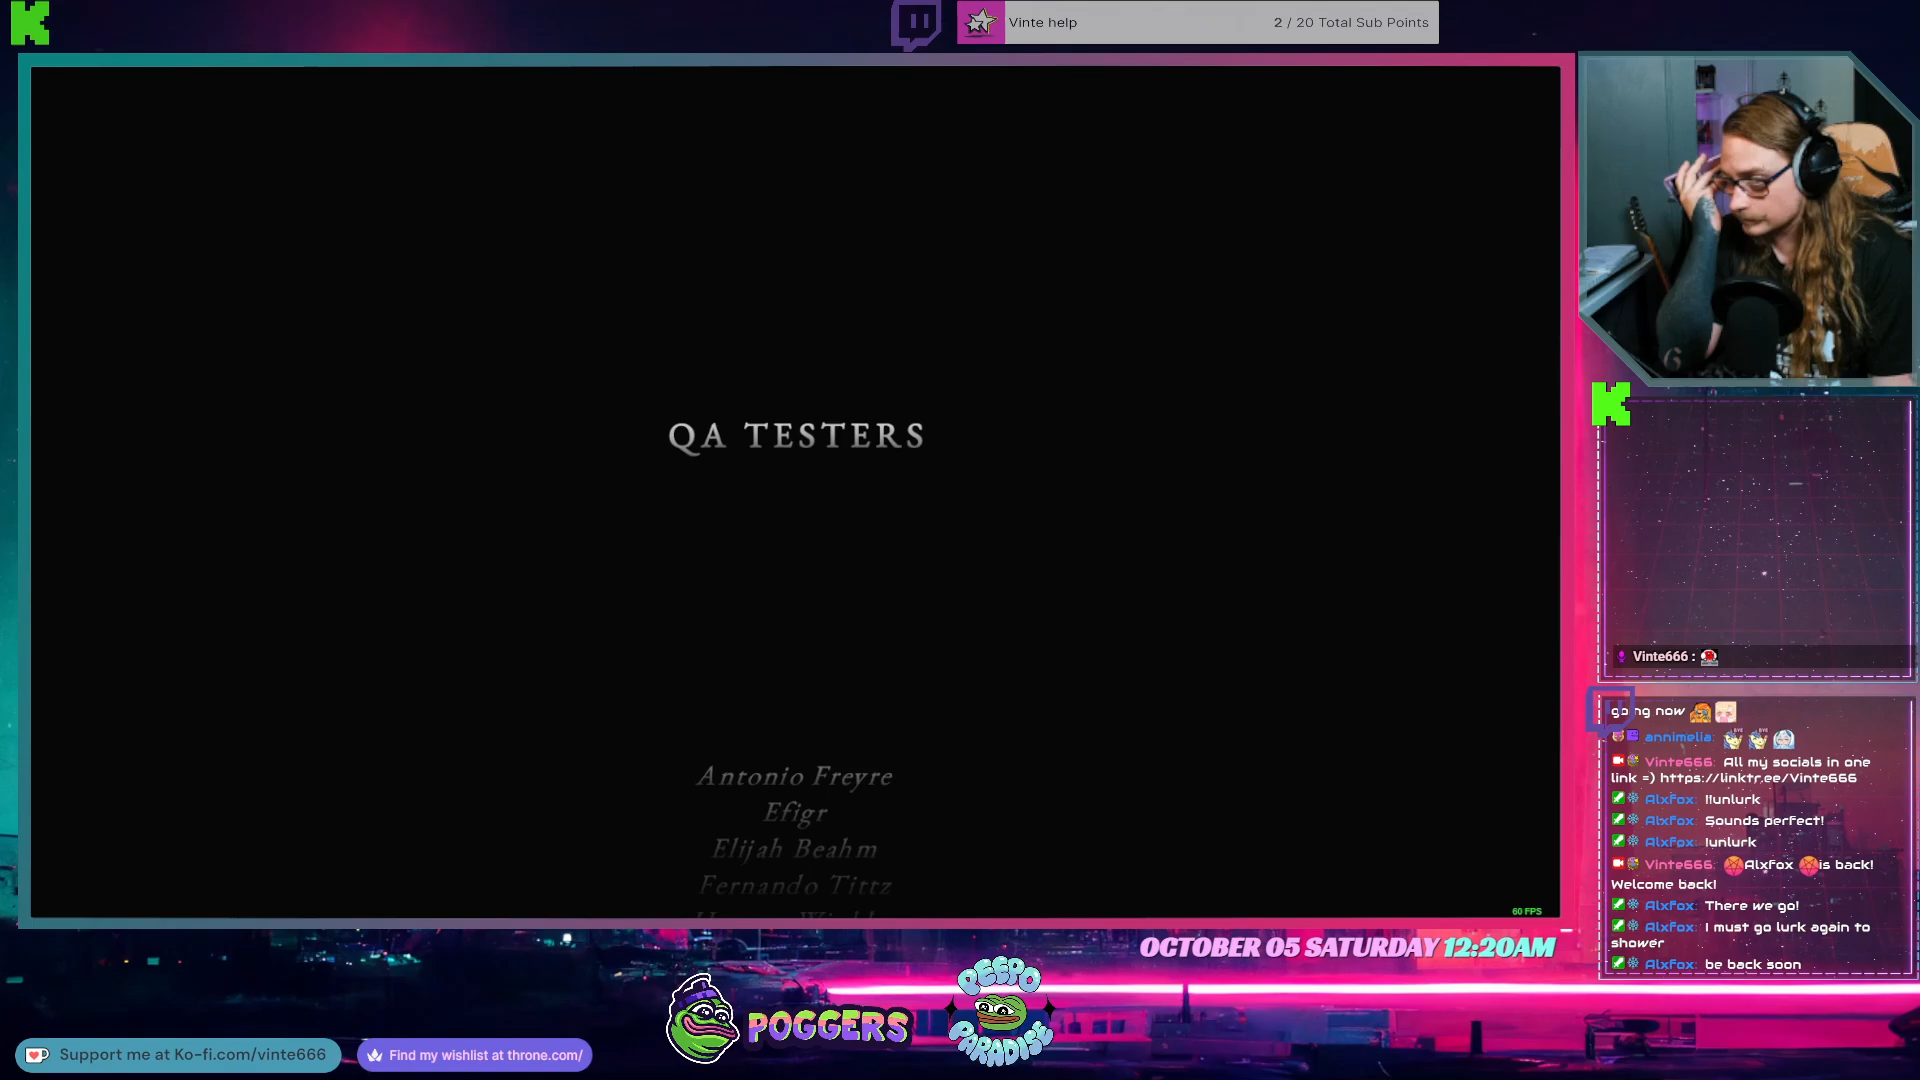 Vinte help
2 / 20 Total Sub Points
QA TESTERS
Antonio Freyre
Efigr
Elijah Beahm
Fernando Tittz
60 FPS
Vinte666 :
going now
annimelia:
Vinte666: All my socials in one
link =) https://linktr.ee/Vinte666
AlxFox: !!unlurk
AlxFox: Sounds perfect!
AlxFox: !unlurk
Vinte666: AlxFox is back!
Welcome back!
AlxFox: There we go!
AlxFox: I must go lurk again to
shower
AlxFox: be back soon
OCTOBER 05 SATURDAY 12:20AM
POGGERS
PEEPO
PARADISE
Support me at Ko-fi.com/vinte666
Find my wishlist at throne.com/